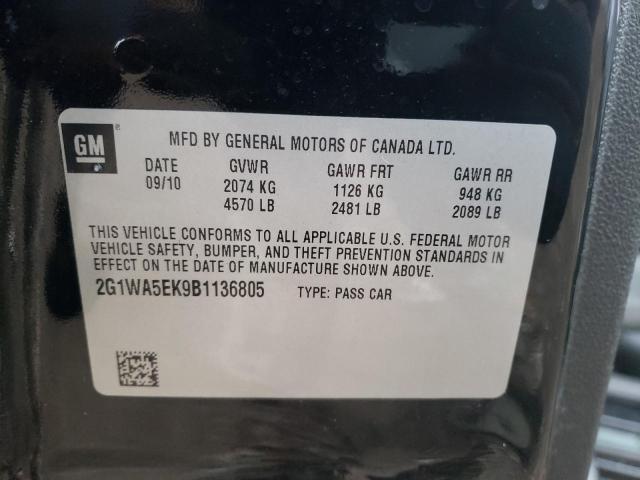 GM ®
MFD BY GENERAL MOTORS OF CANADA LTD.
DATE GVWR GAWR FRT GAWR RR
09/10 2074 KG 1126 KG 948 KG
4570 LB 2481 LB 2089 LB
THIS VEHICLE CONFORMS TO ALL APPLICABLE U.S. FEDERAL MOTOR
VEHICLE SAFETY, BUMPER, AND THEFT PREVENTION STANDARDS IN
EFFECT ON THE DATE OF MANUFACTURE SHOWN ABOVE.
2G1WA5EK9B1136805 TYPE: PASS CAR